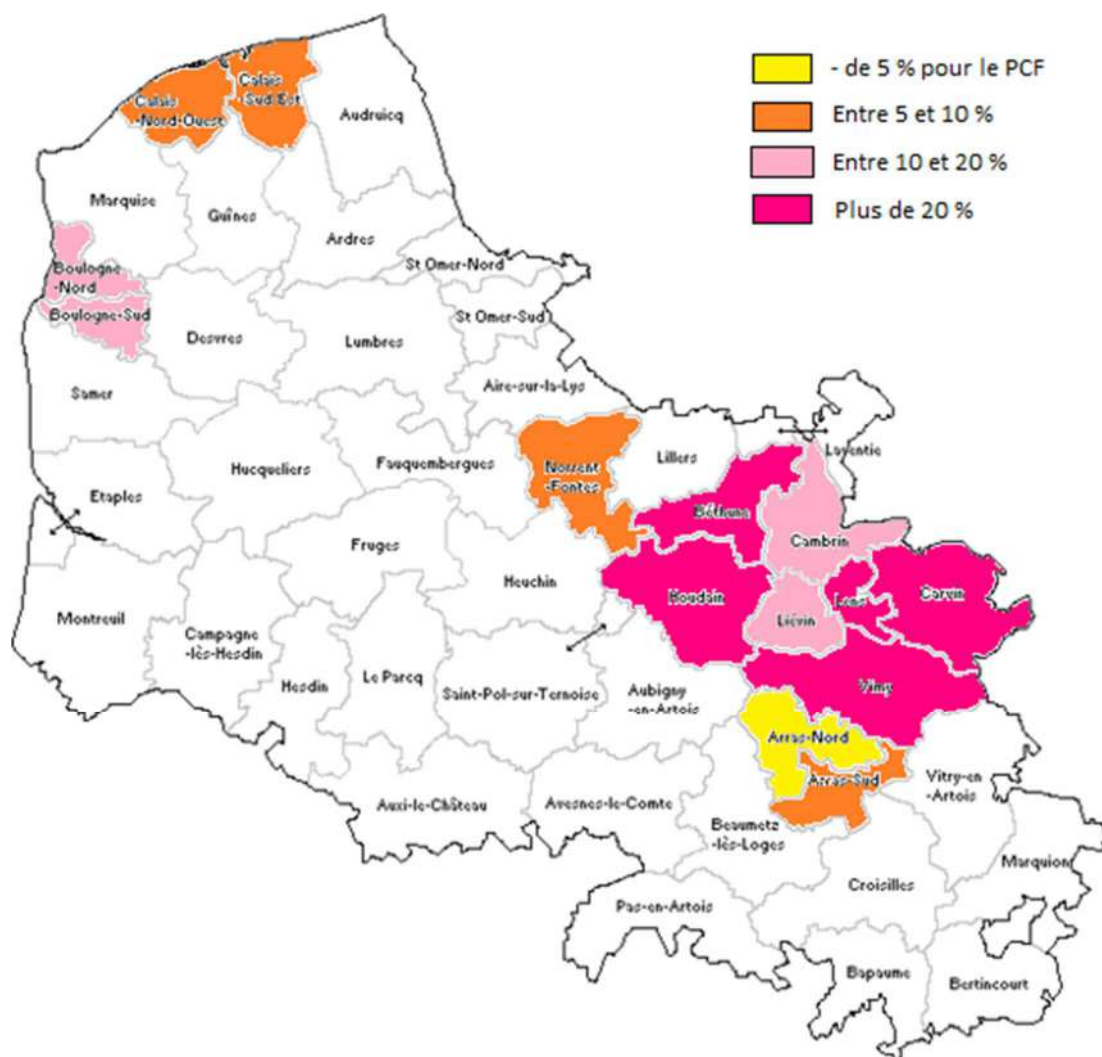 - de 5 % pour le PCF
Entre 5 et 10 %
Entre 10 et 20 %
Plus de 20 %
Calais
-Nord-Ouest
Calais
-Sud-Est
Audruicq
Marquise
Guînes
Ardres
St Omer-Nord
Boulogne
-Nord
Boulogne-Sud
Desvres
Lumbres
St Omer-Sud
Samer
Aire-sur-la-Lys
Hucqueliers
Fauquembergues
Norrent
-Fontes
Lillers
Laventie
Etaples
Béthune
Cambrin
Fruges
Heuchin
Houdain
Liévin
Lens
Carvin
Montreuil
Campagne
-lès-Hesdin
Hesdin
Le Parcq
Saint-Pol-sur-Ternoise
Aubigny
-en-Artois
Vimy
Arras-Nord
Arras-Sud
Vitry-en
-Artois
Auxi-le-Château
Avesnes-le-Comte
Beaumetz
-lès-Loges
Marquion
Croisilles
Pas-en-Artois
Bapaume
Bertincourt